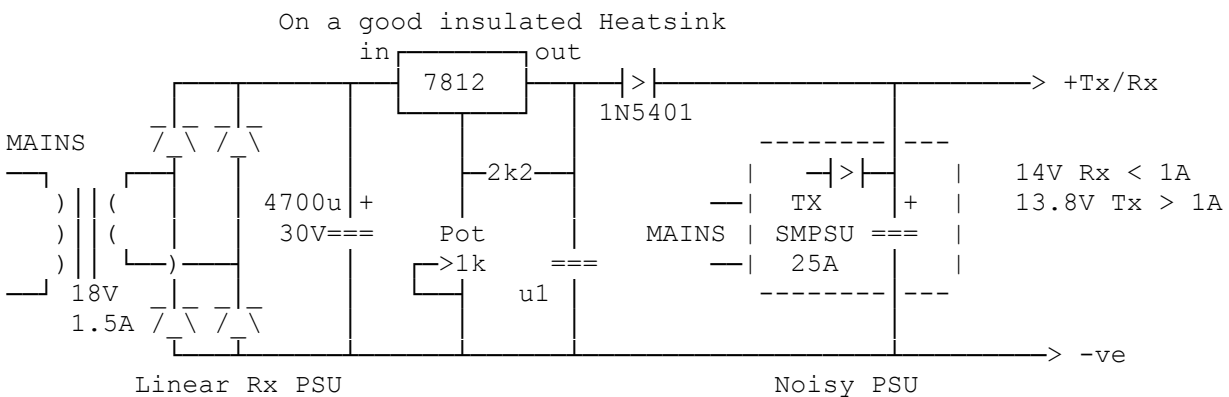 On a good insulated Heatsink
in out
7812 +Tx/Rx
1N5401
MAINS
2k2 14V Rx < 1A
4700u + TX + 13.8V Tx > 1A
30V Pot MAINS SMPSU
1k 25A
18V u1
1.5A
-ve
Linear Rx PSU Noisy PSU